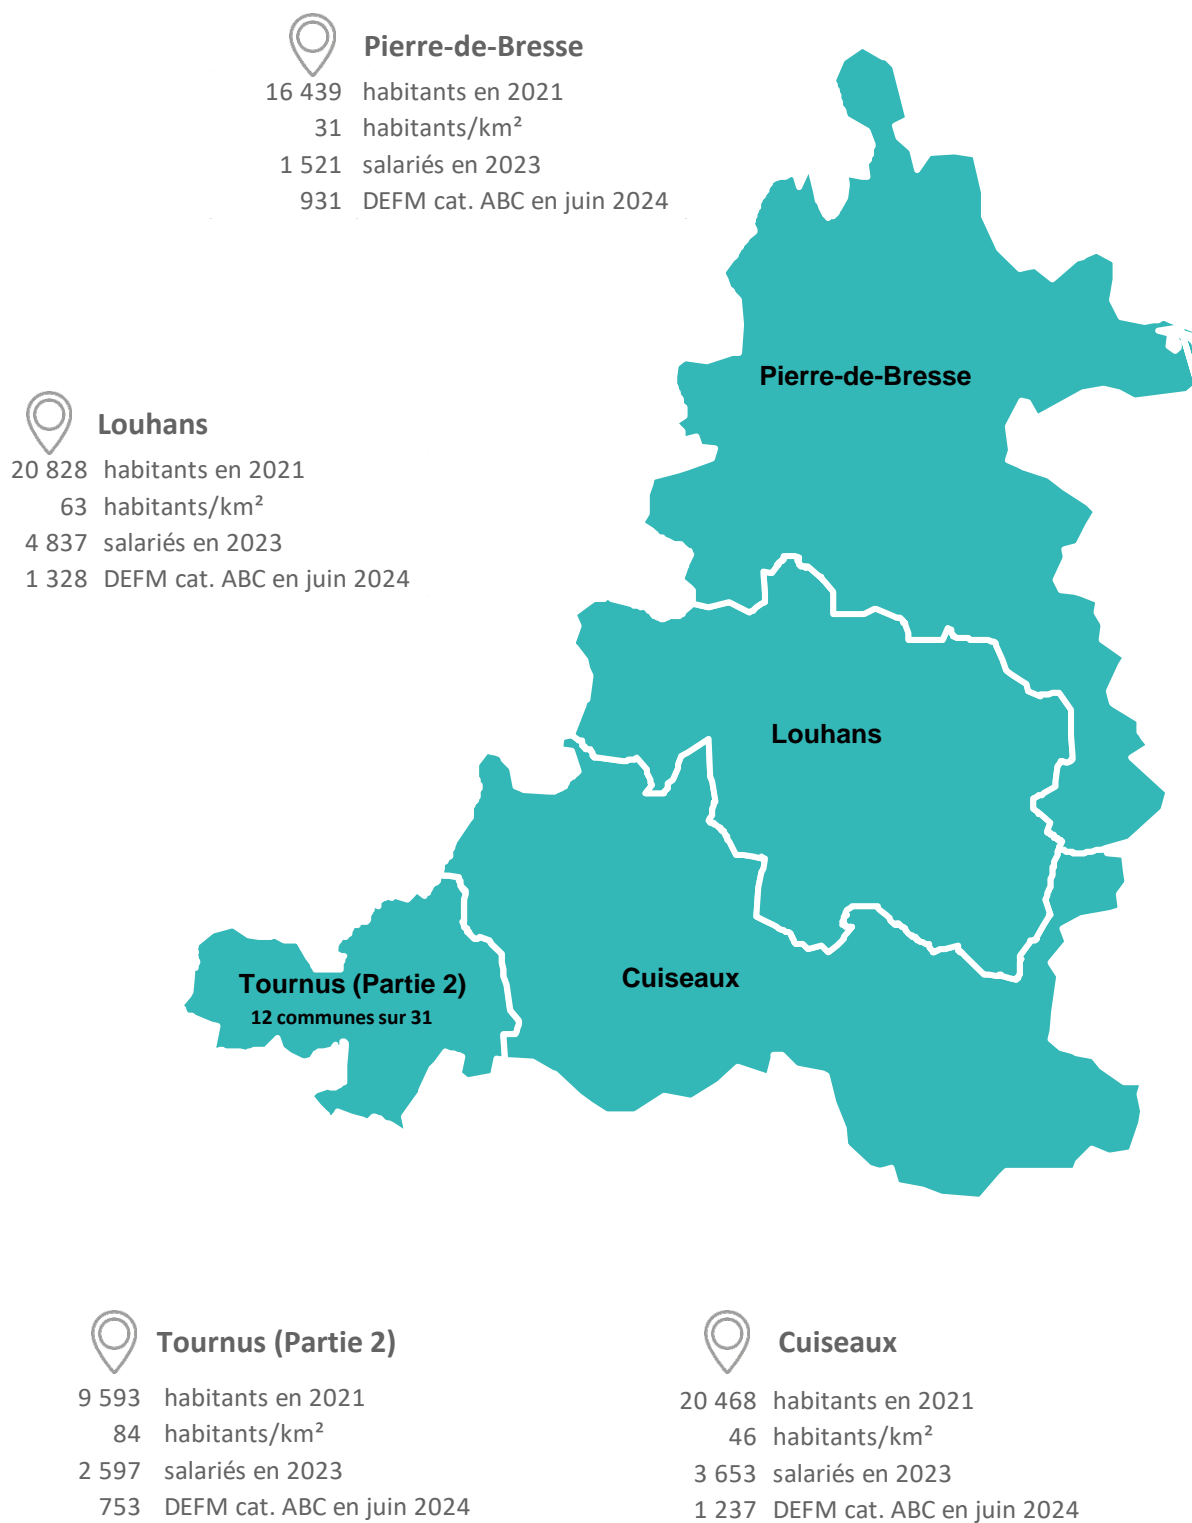 Pierre-de-Bresse
16 439 habitants en 2021
31 habitants/km²
1 521 salariés en 2023
931 DEFM cat. ABC en juin 2024
Pierre-de-Bresse
Louhans
20 828 habitants en 2021
63 habitants/km²
4 837 salariés en 2023
1 328 DEFM cat. ABC en juin 2024
Louhans
Cuiseaux
Tournus (Partie 2)
12 communes sur 31
Tournus (Partie 2)
9 593 habitants en 2021
84 habitants/km²
2 597 salariés en 2023
753 DEFM cat. ABC en juin 2024
Cuiseaux
20 468 habitants en 2021
46 habitants/km²
3 653 salariés en 2023
1 237 DEFM cat. ABC en juin 2024